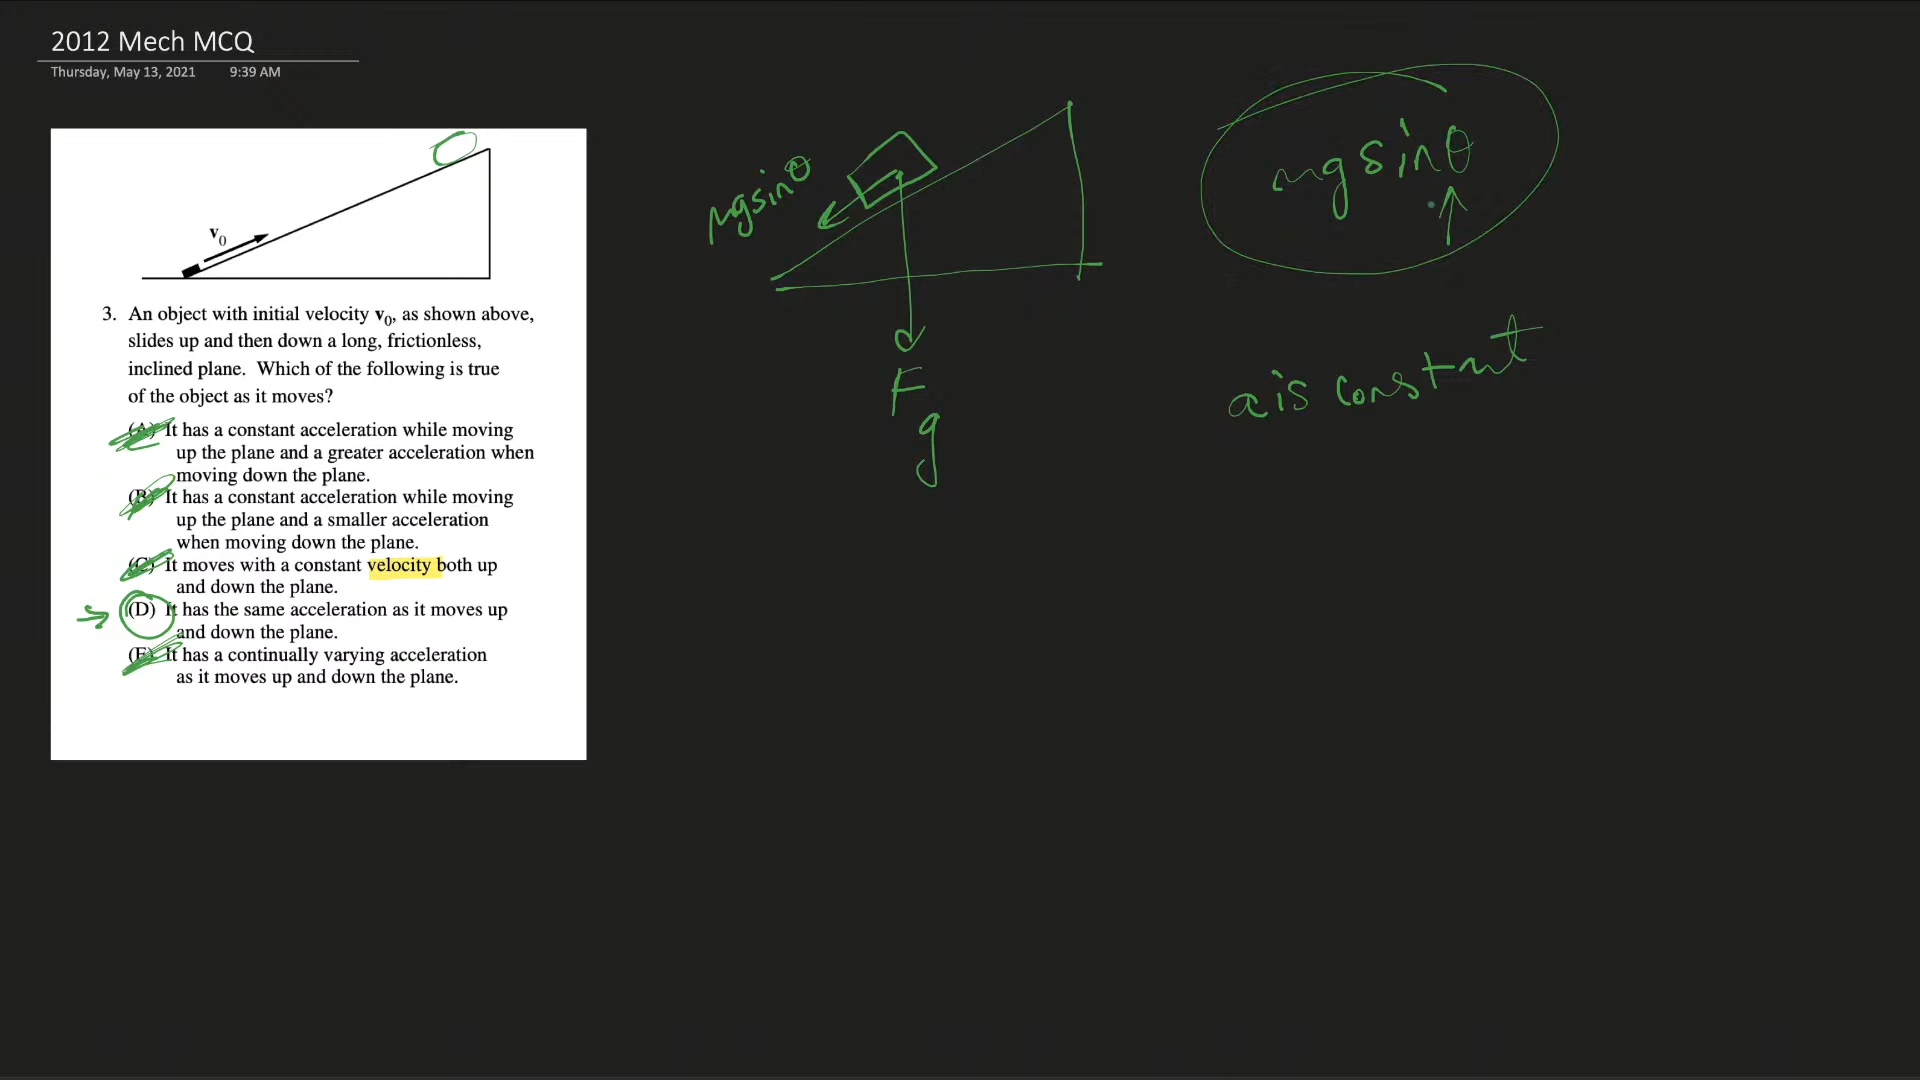 2012 Mech MCQ
Thursday, May 13, 2021 9:39 AM
v0
3. An object with initial velocity v0, as shown above,
slides up and then down a long, frictionless,
inclined plane. Which of the following is true
of the object as it moves?
(A) It has a constant acceleration while moving
up the plane and a greater acceleration when
moving down the plane.
(B) It has a constant acceleration while moving
up the plane and a smaller acceleration
when moving down the plane.
(C) It moves with a constant velocity both up
and down the plane.
(D) It has the same acceleration as it moves up
and down the plane.
(E) It has a continually varying acceleration
as it moves up and down the plane.
mgsinθ
Fg
mgsinθ
a is constant